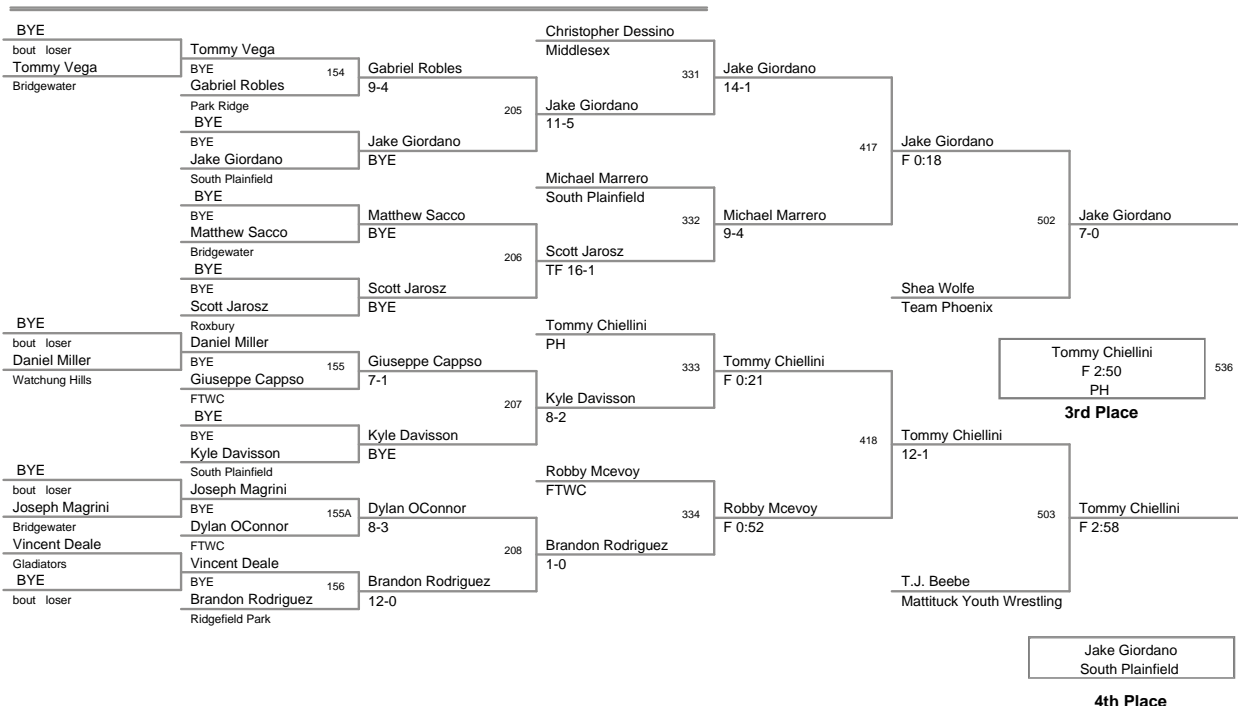 BYE
bout loser
Tommy Vega
Bridgewater
BYE
bout loser
Daniel Miller
Watchung Hills
BYE
bout loser
Joseph Magrini
Bridgewater
Vincent Deale
Gladiators
BYE
bout loser
Tommy Vega
BYE
154
Gabriel Robles
Park Ridge
BYE
BYE
Jake Giordano
South Plainfield
BYE
BYE
Matthew Sacco
Bridgewater
BYE
BYE
Scott Jarosz
Roxbury
Daniel Miller
BYE
155
Giuseppe Cappso
FTWC
BYE
BYE
Kyle Davisson
South Plainfield
Joseph Magrini
BYE
155A
Dylan OConnor
FTWC
Vincent Deale
BYE
156
Brandon Rodriguez
Ridgefield Park
Gabriel Robles
9-4
205
Jake Giordano
BYE
Matthew Sacco
BYE
206
Scott Jarosz
BYE
Giuseppe Cappso
7-1
207
Kyle Davisson
BYE
Dylan OConnor
8-3
208
Brandon Rodriguez
12-0
Christopher Dessino
Middlesex
331
Jake Giordano
11-5
Michael Marrero
South Plainfield
332
Scott Jarosz
TF 16-1
Tommy Chiellini
PH
333
Kyle Davisson
8-2
Robby Mcevoy
FTWC
334
Brandon Rodriguez
1-0
Jake Giordano
14-1
417
Michael Marrero
9-4
Tommy Chiellini
F 0:21
418
Robby Mcevoy
F 0:52
Jake Giordano
F 0:18
502
Shea Wolfe
Team Phoenix
Tommy Chiellini
12-1
503
T.J. Beebe
Mattituck Youth Wrestling
Jake Giordano
7-0
Tommy Chiellini
F 2:50
PH
536
3rd Place
Tommy Chiellini
F 2:58
Jake Giordano
South Plainfield
4th Place